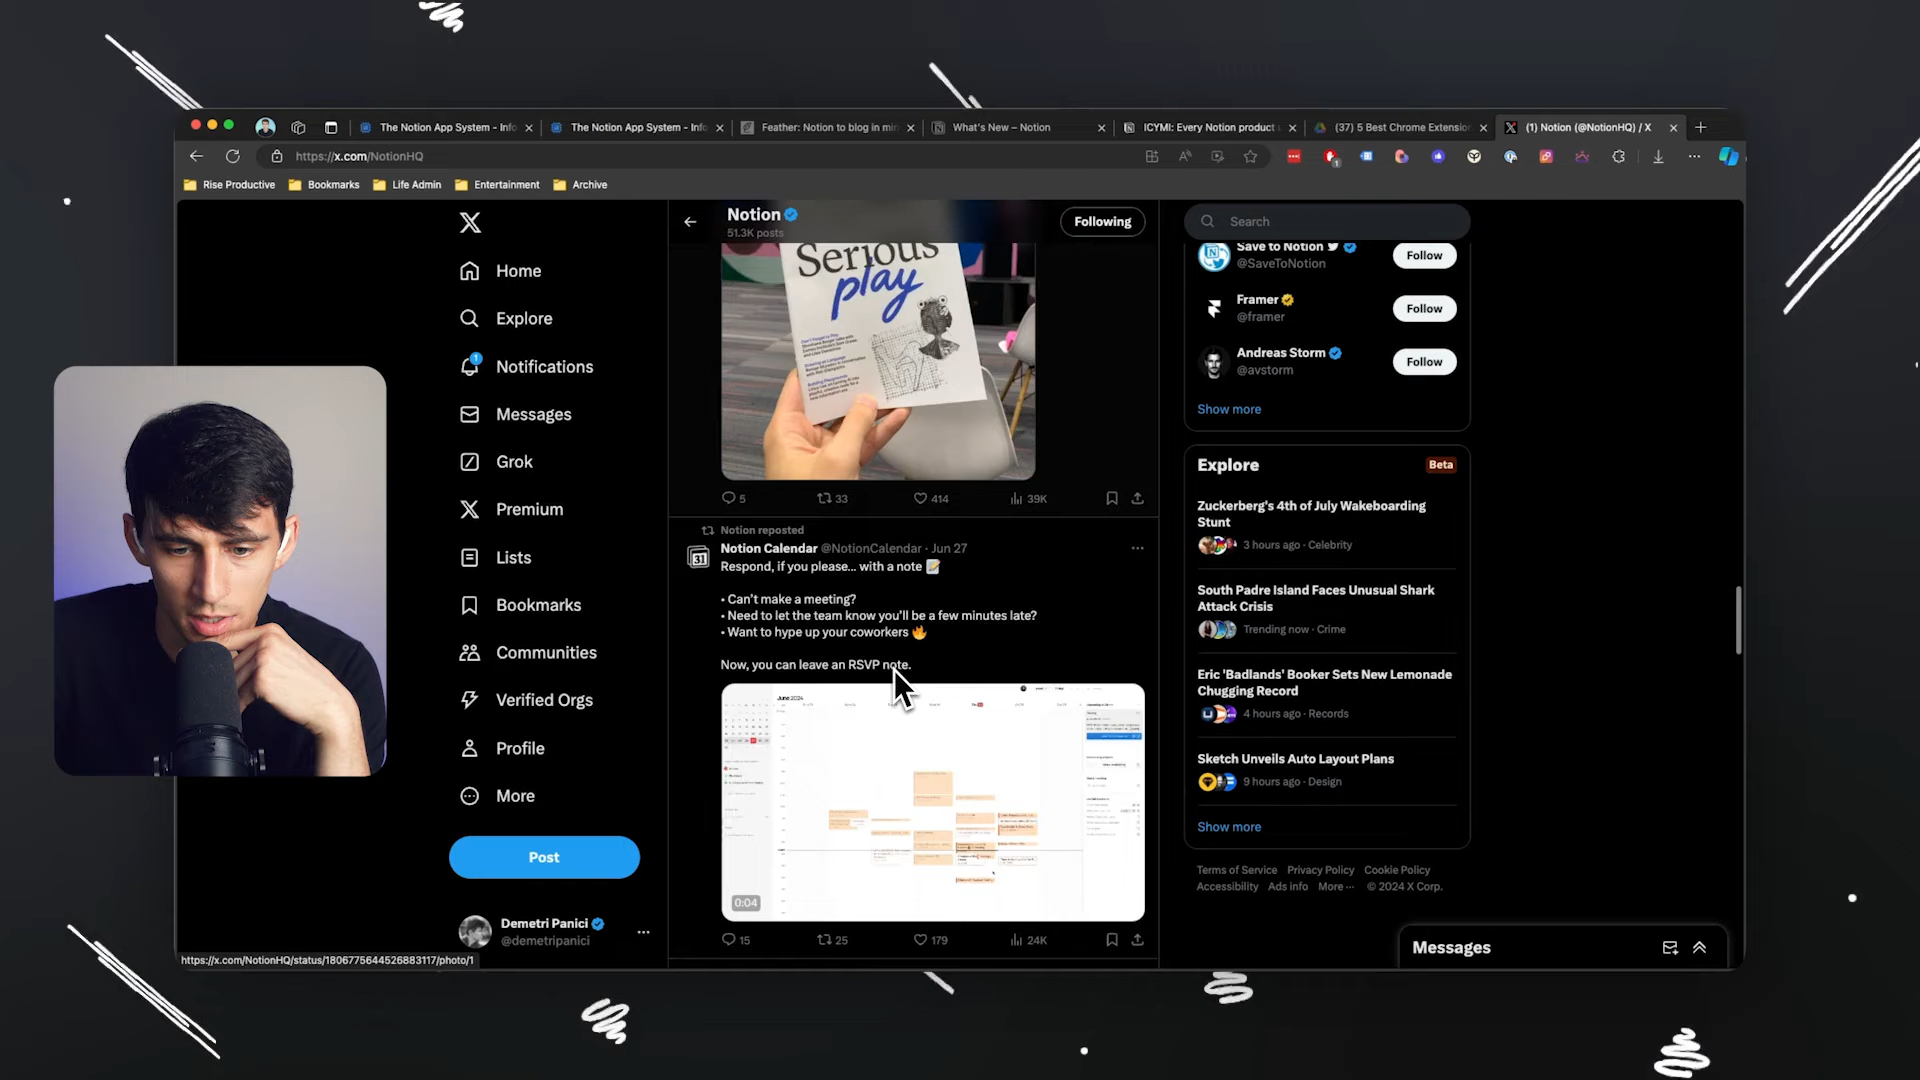 The Notion App System - Info
The Notion App System - Info
Feather: Notion to blog in min
What's New – Notion
ICYMI: Every Notion product
(37) 5 Best Chrome Extension
(1) Notion (@NotionHQ) / X
https://x.com/NotionHQ
Rise Productive
Bookmarks
Life Admin
Entertainment
Archive
Home
Explore
Notifications
1
Messages
Grok
Premium
Lists
Bookmarks
Communities
Verified Orgs
Profile
More
Post
Demetri Panici
@demetripanici
https://x.com/NotionHQ/status/1806775644526883117/photo/1
Notion
51.3K posts
Following
Serious
play
5
33
414
39K
Notion reposted
Notion Calendar @NotionCalendar · Jun 27
Respond, if you please... with a note 📝
• Can't make a meeting?
• Need to let the team know you'll be a few minutes late?
• Want to hype up your coworkers 🔥
Now, you can leave an RSVP note.
June 2024
0:04
15
25
179
24K
Search
Save to Notion
@SaveToNotion
Follow
Framer
@framer
Follow
Andreas Storm
@avstorm
Follow
Show more
Explore
Beta
Zuckerberg's 4th of July Wakeboarding
Stunt
3 hours ago · Celebrity
South Padre Island Faces Unusual Shark
Attack Crisis
Trending now · Crime
Eric 'Badlands' Booker Sets New Lemonade
Chugging Record
4 hours ago · Records
Sketch Unveils Auto Layout Plans
9 hours ago · Design
Show more
Terms of Service
Privacy Policy
Cookie Policy
Accessibility
Ads info
More ···
© 2024 X Corp.
Messages